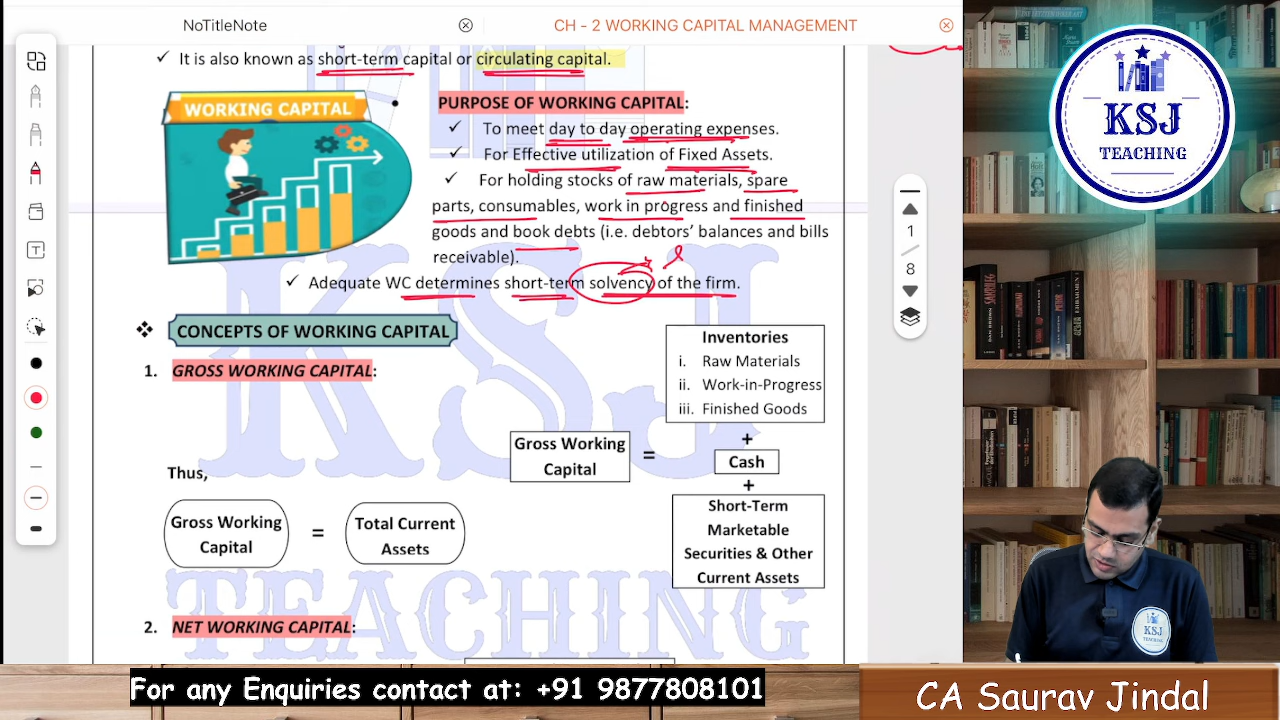 NoTitleNote
CH - 2 WORKING CAPITAL MANAGEMENT
✓ It is also known as short-term capital or circulating capital.
WORKING CAPITAL
• PURPOSE OF WORKING CAPITAL:
✓ To meet day to day operating expenses.
✓ For Effective utilization of Fixed Assets.
✓ For holding stocks of raw materials, spare
parts, consumables, work in progress and finished
goods and book debts (i.e. debtors' balances and bills
receivable).
✓ Adequate WC determines short-term solvency of the firm.
❖ CONCEPTS OF WORKING CAPITAL
1. GROSS WORKING CAPITAL:
Inventories
i. Raw Materials
ii. Work-in-Progress
iii. Finished Goods
+
Gross Working
Capital
=
Cash
+
Short-Term
Marketable
Securities & Other
Current Assets
Thus,
Gross Working
Capital
=
Total Current
Assets
2. NET WORKING CAPITAL:
KSJ
TEACHING
1
8
T
KSJ
TEACHING
KSJ
TEACHING
For any Enquiries contact at: +91 9877808101
CA Saurav Jindal